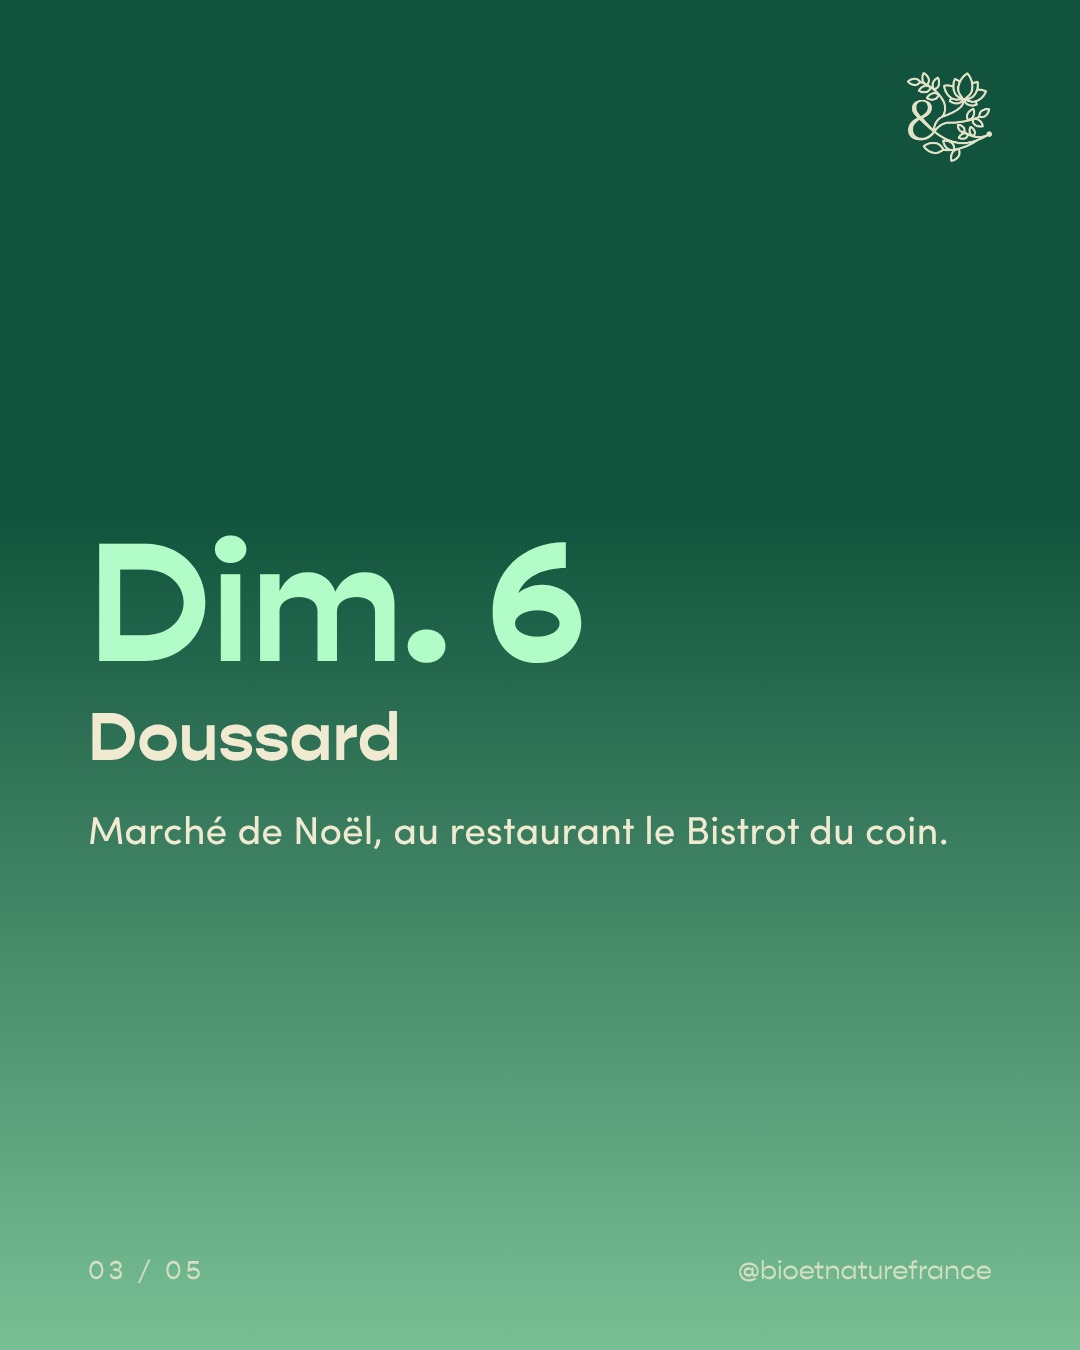 &
Dim. 6
Doussard
Marché de Noël, au restaurant le Bistrot du coin.
03 / 05
@bioetnaturefrance